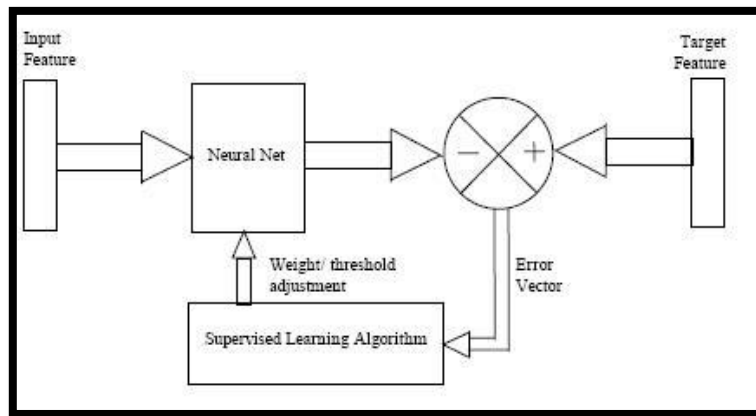 Input
Feature
Target
Feature
Neural Net
− +
Weight/ threshold
adjustment
Error
Vector
Supervised Learning Algorithm